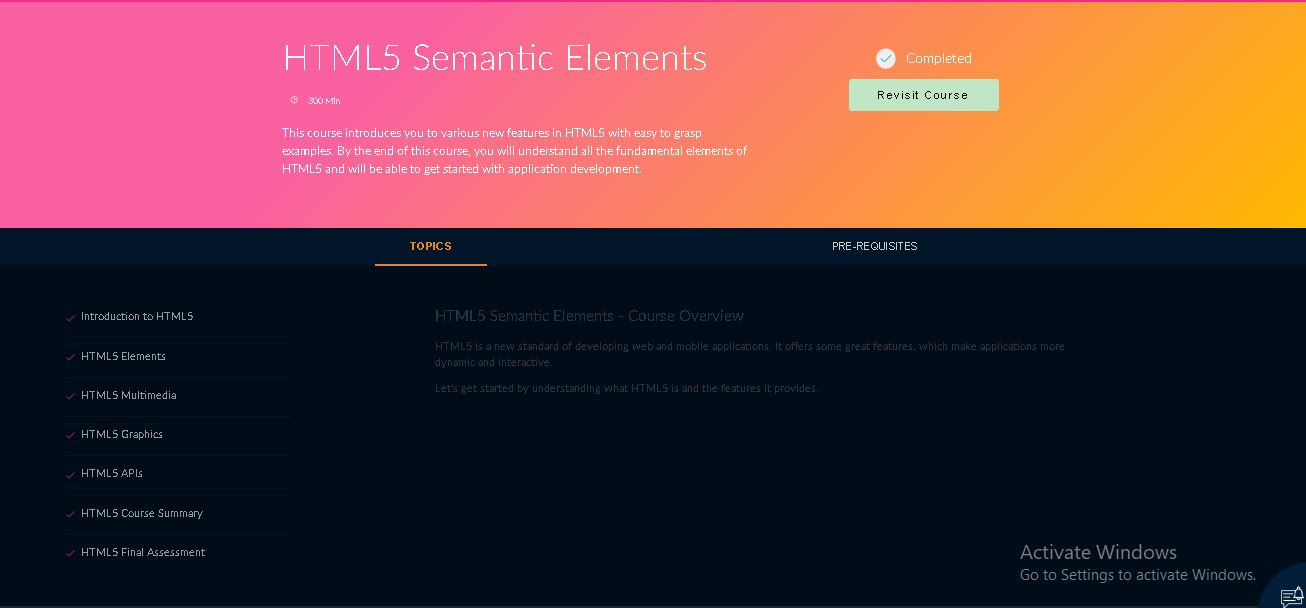 HTML5 Semantic Elements
Completed
300 Min
Revisit Course
This course introduces you to various new features in HTML5 with easy to grasp
examples. By the end of this course, you will understand all the fundamental elements of
HTML5 and will be able to get started with application development.
TOPICS
PRE-REQUISITES
Introduction to HTML5
HTML5 Elements
HTML5 Multimedia
HTML5 Graphics
HTML5 APIs
HTML5 Course Summary
HTML5 Final Assessment
HTML5 Semantic Elements - Course Overview
HTML5 is a new standard of developing web and mobile applications. It offers some great features, which make applications more
dynamic and interactive.
Let's get started by understanding what HTML5 is and the features it provides.
Activate Windows
Go to Settings to activate Windows.